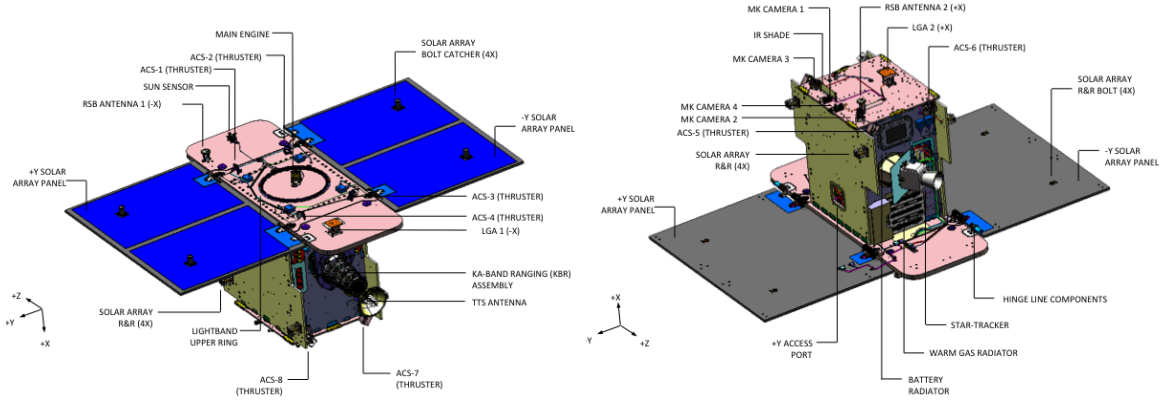 MAIN ENGINE
ACS-2 (THRUSTER)
ACS-1 (THRUSTER)
SUN SENSOR
RSB ANTENNA 1 (-X)
SOLAR ARRAY
BOLT CATCHER (4X)
-Y SOLAR
ARRAY PANEL
+Y SOLAR
ARRAY PANEL
ACS-3 (THRUSTER)
ACS-4 (THRUSTER)
LGA 1 (-X)
KA-BAND RANGING (KBR)
ASSEMBLY
TTS ANTENNA
SOLAR ARRAY
R&R (4X)
LIGHTBAND
UPPER RING
ACS-8
(THRUSTER)
ACS-7
(THRUSTER)
+Z
+Y
+X
MK CAMERA 1
IR SHADE
MK CAMERA 3
RSB ANTENNA 2 (+X)
LGA 2 (+X)
ACS-6 (THRUSTER)
SOLAR ARRAY
R&R BOLT (4X)
MK CAMERA 4
MK CAMERA 2
ACS-5 (THRUSTER)
SOLAR ARRAY
R&R (4X)
-Y SOLAR
ARRAY PANEL
+Y SOLAR
ARRAY PANEL
HINGE LINE COMPONENTS
STAR-TRACKER
+Y ACCESS
PORT
WARM GAS RADIATOR
BATTERY
RADIATOR
+X
-Y
+Z